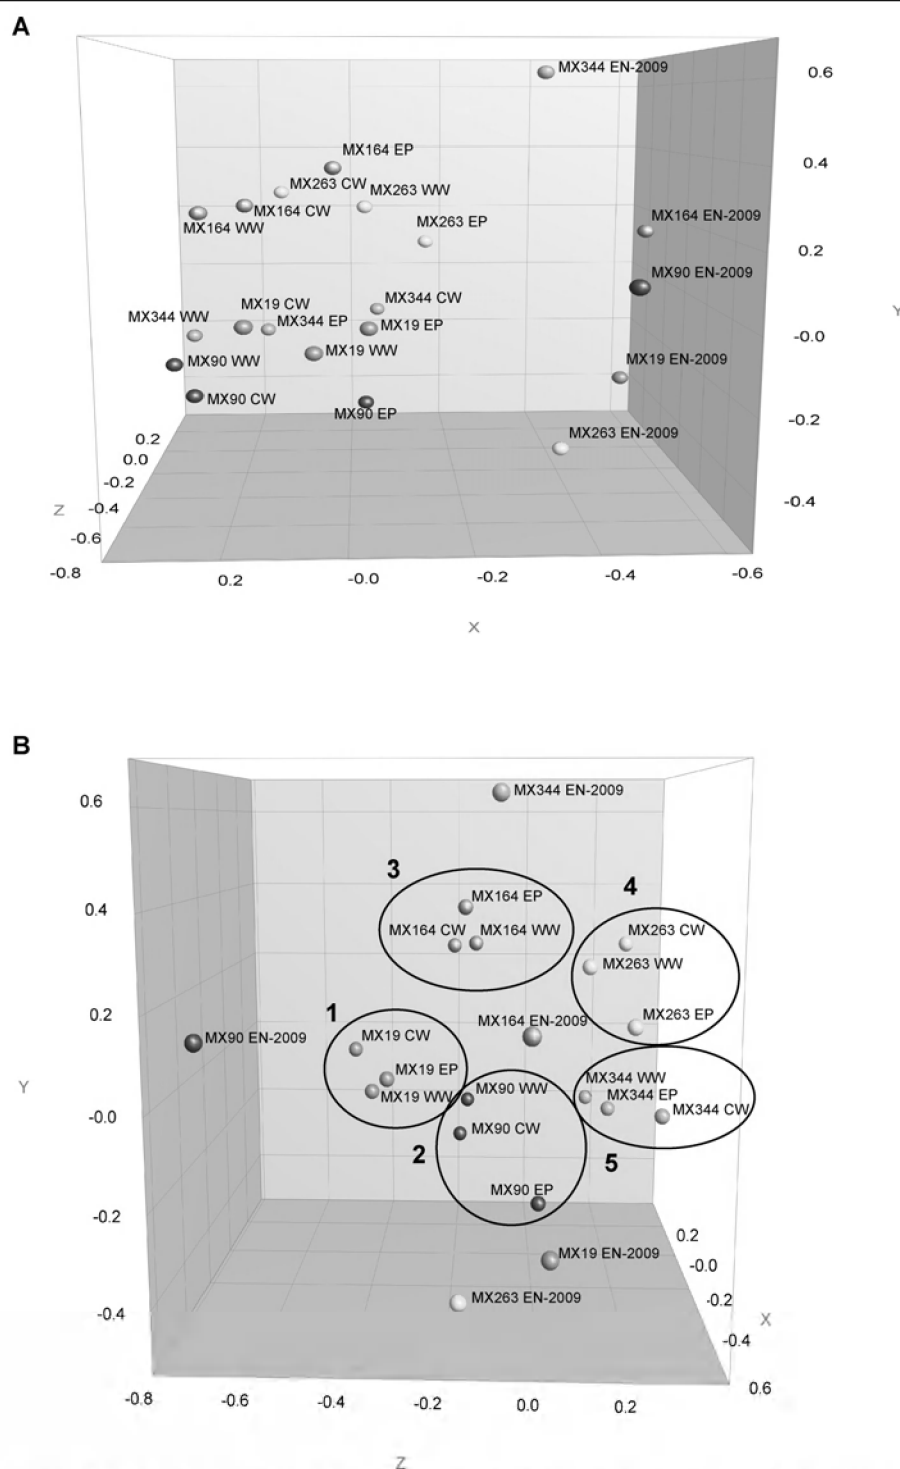 A
MX344 EN-2009
0.6
MX164 EP
0.4
MX263 CW
MX263 WW
MX164 CW
MX164 WW
MX263 EP
MX164 EN-2009
0.2
MX90 EN-2009
MX344 CW
MX19 CW
MX344 WW
MX344 EP
MX19 EP
Y
-0.0
MX19 WW
MX90 WW
MX19 EN-2009
MX90 CW
MX90 EP
-0.2
MX263 EN-2009
0.2
0.0
-0.2
-0.4
Z
-0.4
-0.6
-0.8
0.2
-0.0
-0.2
-0.4
-0.6
X
B
MX344 EN-2009
0.6
3
4
MX164 EP
0.4
MX164 CW
MX164 WW
MX263 CW
MX263 WW
1
0.2
MX263 EP
MX164 EN-2009
MX90 EN-2009
MX19 CW
MX19 EP
MX344 WW
Y
MX19 WW
MX90 WW
MX344 EP
MX344 CW
-0.0
MX90 CW
2
5
MX90 EP
-0.2
0.2
MX19 EN-2009
-0.0
MX263 EN-2009
-0.2
-0.4
X
-0.4
0.6
-0.8
-0.6
-0.4
-0.2
0.0
0.2
Z